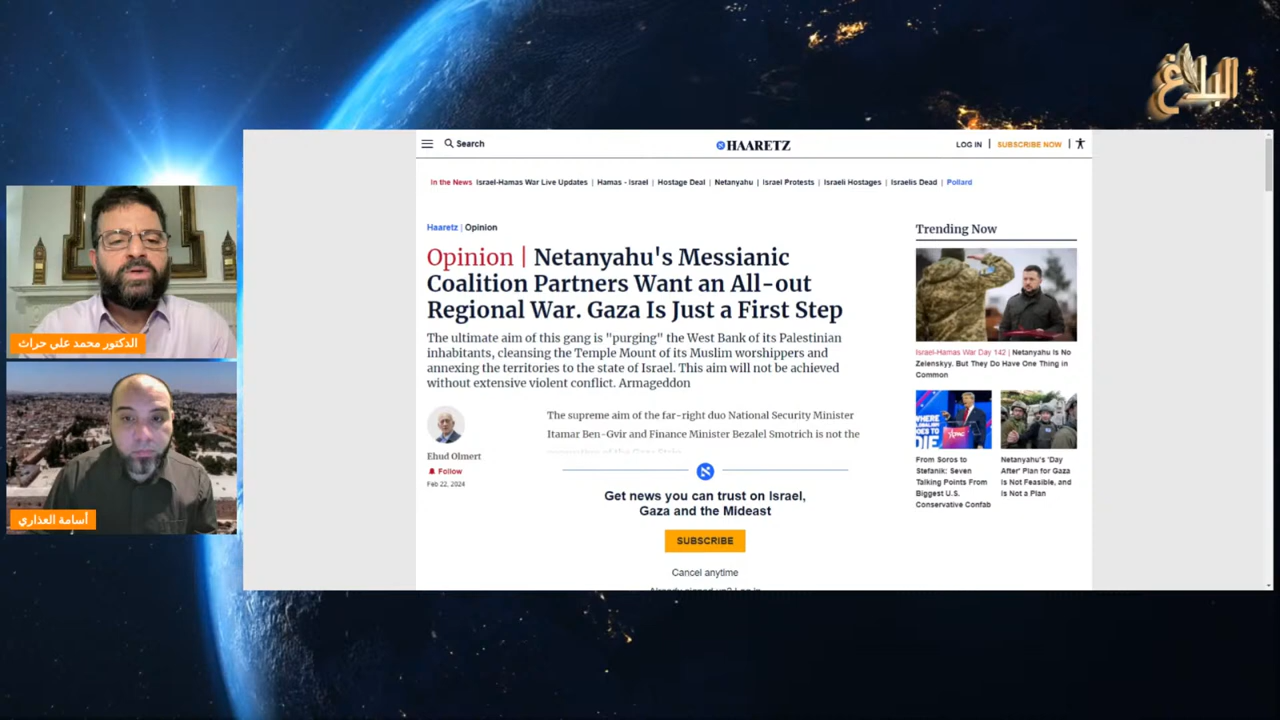 البلاغ
Search
HAARETZ
LOG IN | SUBSCRIBE NOW |
In the News Israel-Hamas War Live Updates | Hamas - Israel | Hostage Deal | Netanyahu | Israel Protests | Israeli Hostages | Israelis Dead | Pollard
Haaretz | Opinion
Opinion | Netanyahu's Messianic
Coalition Partners Want an All-out
Regional War. Gaza Is Just a First Step
The ultimate aim of this gang is "purging" the West Bank of its Palestinian
inhabitants, cleansing the Temple Mount of its Muslim worshippers and
annexing the territories to the state of Israel. This aim will not be achieved
without extensive violent conflict. Armageddon
Ehud Olmert
Follow
Feb 22, 2024
The supreme aim of the far-right duo National Security Minister
Itamar Ben-Gvir and Finance Minister Bezalel Smotrich is not the
Get news you can trust on Israel,
Gaza and the Mideast
SUBSCRIBE
Cancel anytime
Trending Now
Israel-Hamas War Day 142 | Netanyahu Is No
Zelenskyy. But They Do Have One Thing in
Common
From Soros to
Stefanik: Seven
Talking Points From
Biggest U.S.
Conservative Confab
Netanyahu's 'Day
After' Plan for Gaza
Is Not Feasible, and
Is Not a Plan
الدكتور محمد علي حراث
أسامة العذاري